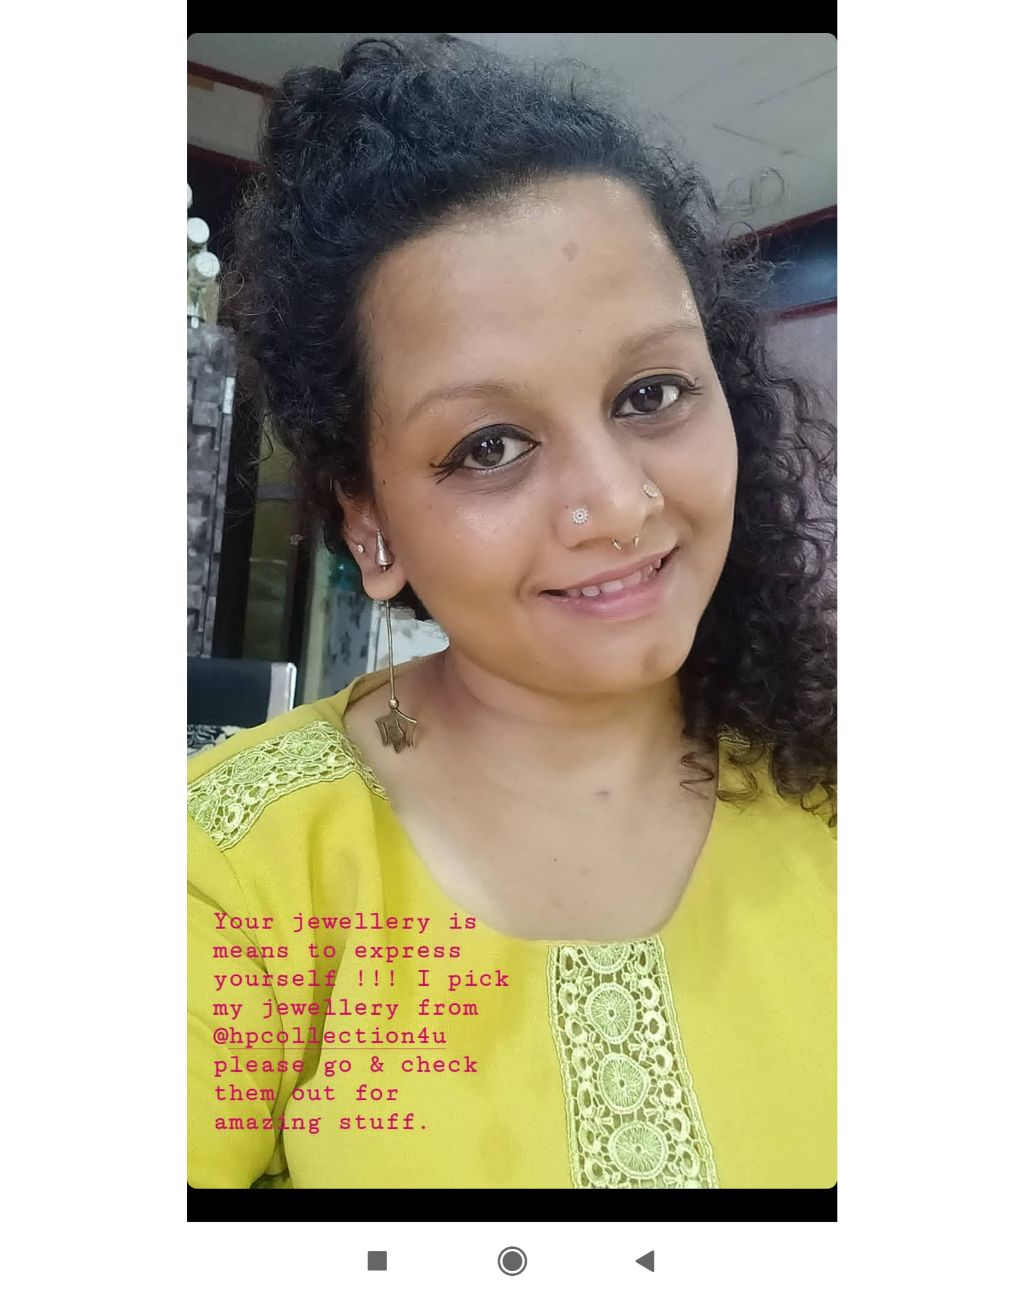 Your jewellery is
means to express
yourself !!! I pick
my jewellery from
@hpcollection4u
please go & check
them out for
amazing stuff.